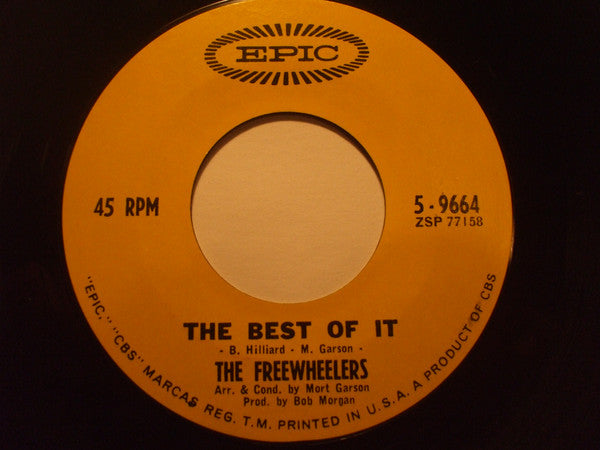 EPIC
45 RPM
5-9664
ZSP 77158
THE BEST OF IT
- B. Hilliard - M. Garson -
THE FREEWHEELERS
Arr. & Cond. by Mort Garson
Prod. by Bob Morgan
"EPIC," "CBS" MARCAS REG. T.M. PRINTED IN U.S.A. A PRODUCT OF CBS